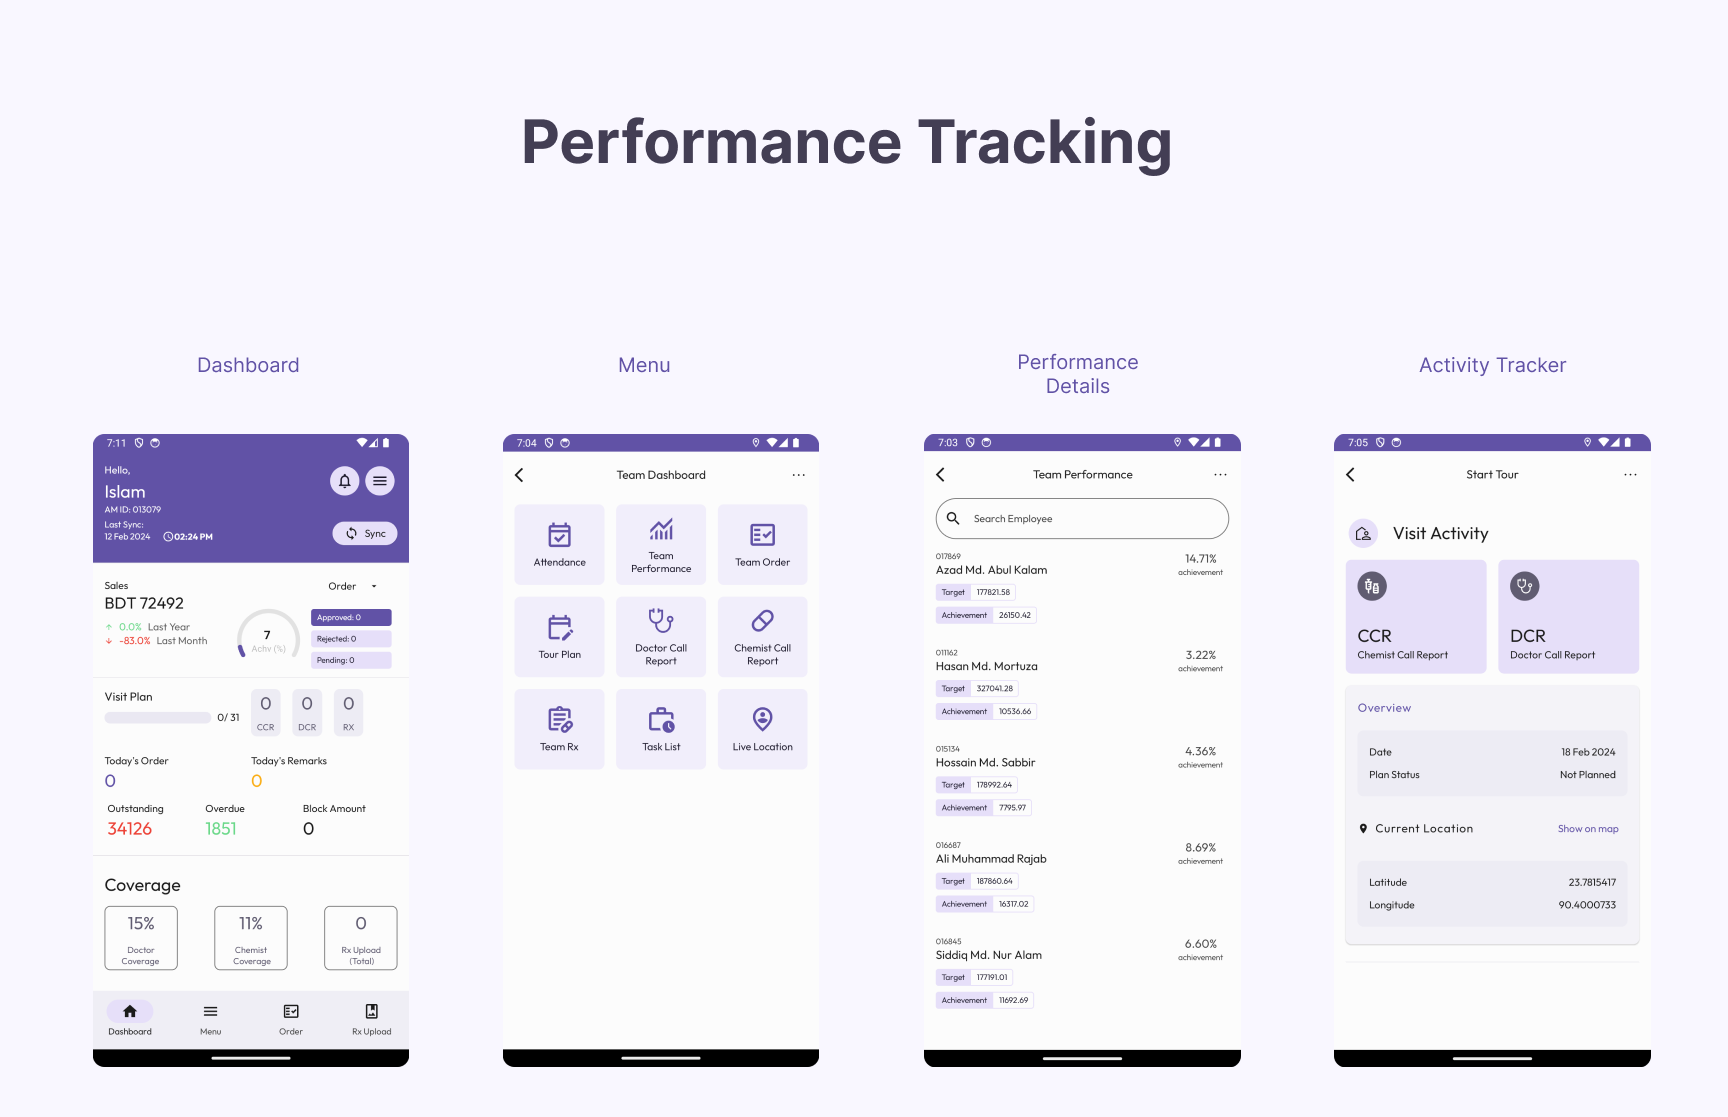 Performance Tracking
Dashboard
7:11
Hello,
Islam
AM ID: 013079
Last Sync:
12 Feb 2024 02:24 PM
Sync
Sales
BDT 72492
0.0% Last Year
-83.0% Last Month
7
Achv (%)
Order
Approved: 0
Rejected: 0
Pending: 0
Visit Plan
0/ 31
0
CCR
0
DCR
0
RX
Today's Order
0
Today's Remarks
0
Outstanding
34126
Overdue
1851
Block Amount
0
Coverage
15%
Doctor
Coverage
11%
Chemist
Coverage
0
Rx Upload
(Total)
Dashboard
Menu
Order
Rx Upload
Menu
7:04
Team Dashboard
Attendance
Team
Performance
Team Order
Tour Plan
Doctor Call
Report
Chemist Call
Report
Team Rx
Task List
Live Location
Performance
Details
7:03
Team Performance
Search Employee
017869
Azad Md. Abul Kalam
14.71%
achievement
Target 177821.58
Achievement 26150.42
011162
Hasan Md. Mortuza
3.22%
achievement
Target 327041.28
Achievement 10536.66
015134
Hossain Md. Sabbir
4.36%
achievement
Target 178992.64
Achievement 7795.97
016687
Ali Muhammad Rajab
8.69%
achievement
Target 187860.64
Achievement 16317.02
016845
Siddiq Md. Nur Alam
6.60%
achievement
Target 177191.01
Achievement 11692.69
Activity Tracker
7:05
Start Tour
Visit Activity
CCR
Chemist Call Report
DCR
Doctor Call Report
Overview
Date 18 Feb 2024
Plan Status Not Planned
Current Location Show on map
Latitude 23.7815417
Longitude 90.4000733